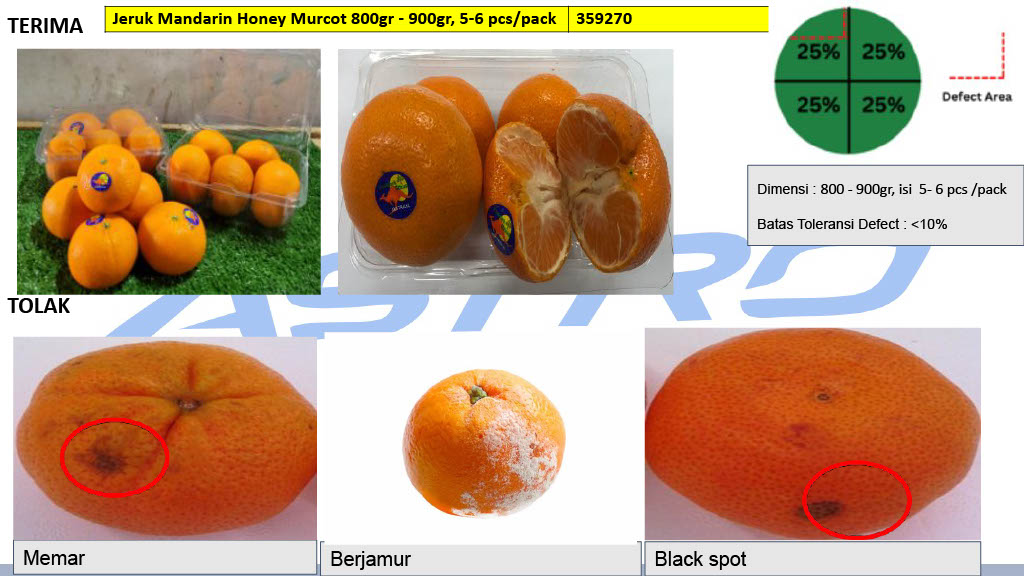 TERIMA
Jeruk Mandarin Honey Murcot 800gr - 900gr, 5-6 pcs/pack 359270
25% 25%
25% 25%
Defect Area
Dimensi : 800 - 900gr, isi 5- 6 pcs /pack
Batas Toleransi Defect : <10%
ASTRO
TOLAK
Memar
Berjamur
Black spot